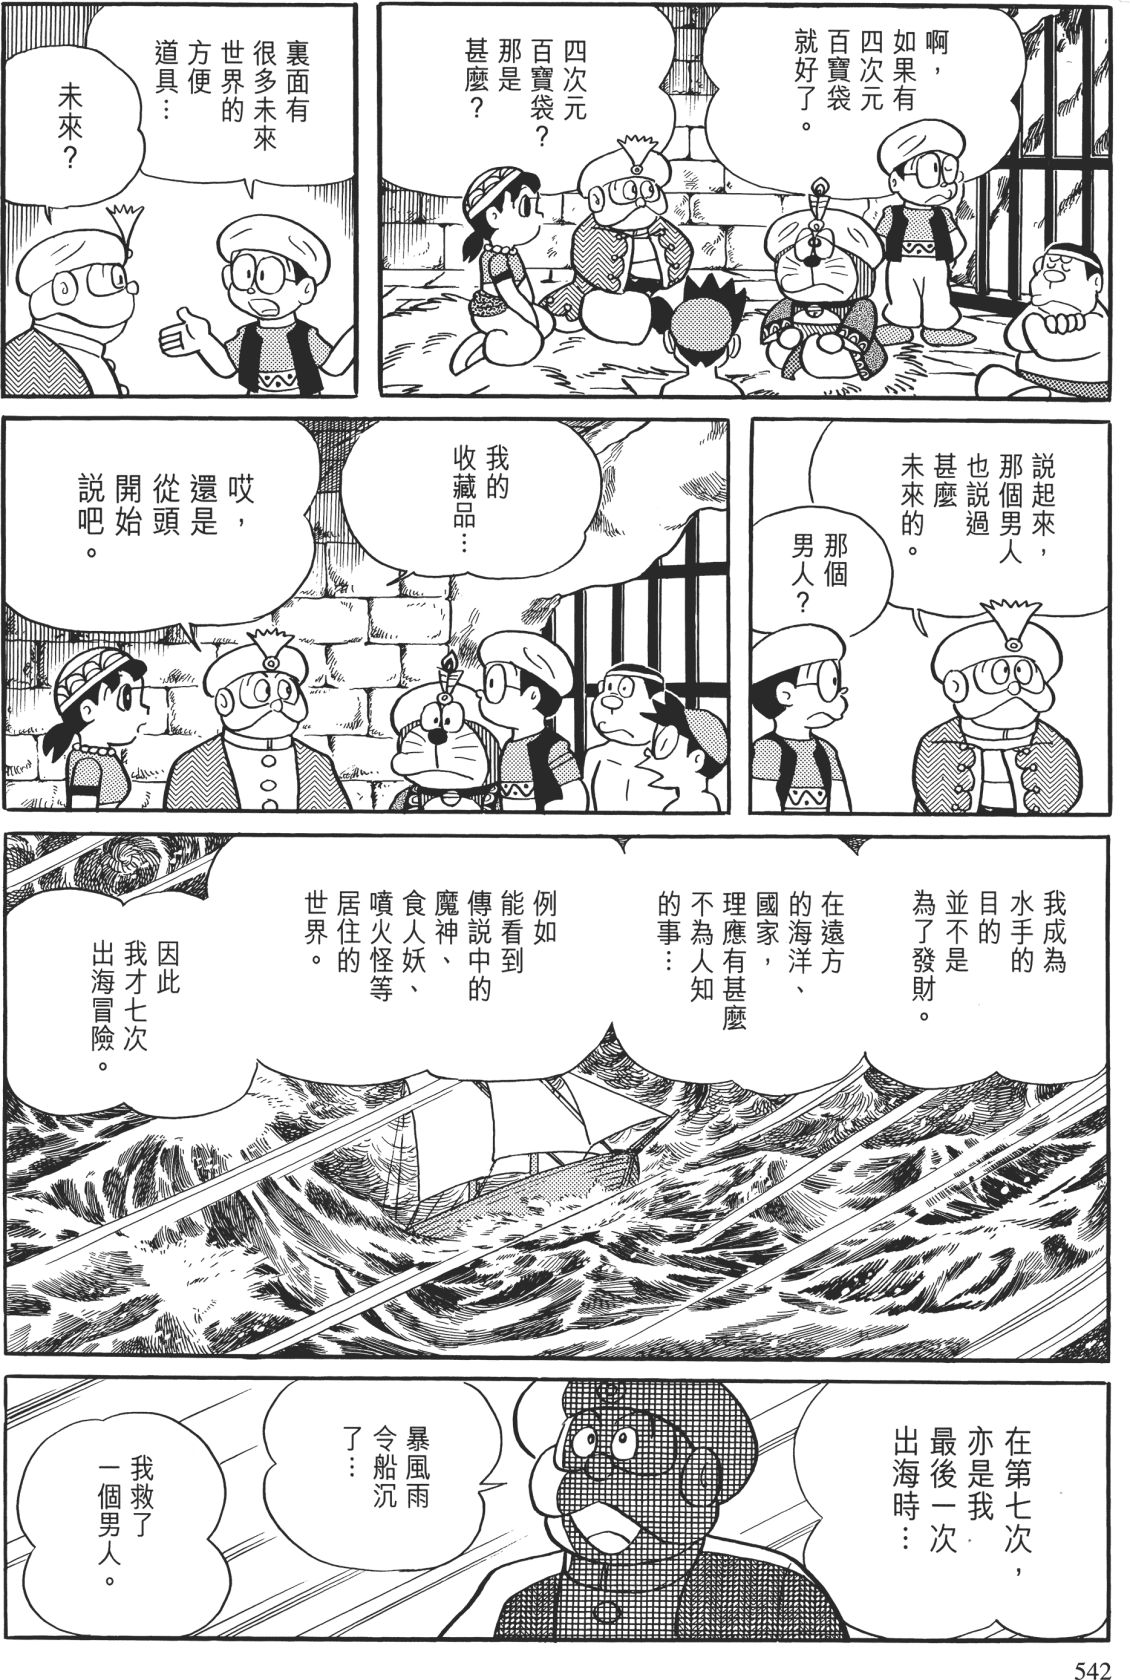 啊，
如果有
四次元
百寶袋
就好了。
四次元
百寶袋？
那是
甚麼？
裏面有
很多未來
世界的
方便
道具…
未來？
説起來，
那個男人
也説過
甚麼
未來的。
那個
男人？
我的
收藏品…
哎，
還是
從頭
開始
説吧。
我成為
水手的
目的
並不是
為了發財。
在遠方
的海洋、
國家，
理應有甚麼
不為人知
的事…
例如
能看到
傳説中的
魔神、
食人妖、
噴火怪等
居住的
世界。
因此
我才七次
出海冒險。
在第七次，
亦是我
最後一次
出海時…
暴風雨
令船沉
了…
我救了
一個男人。
542